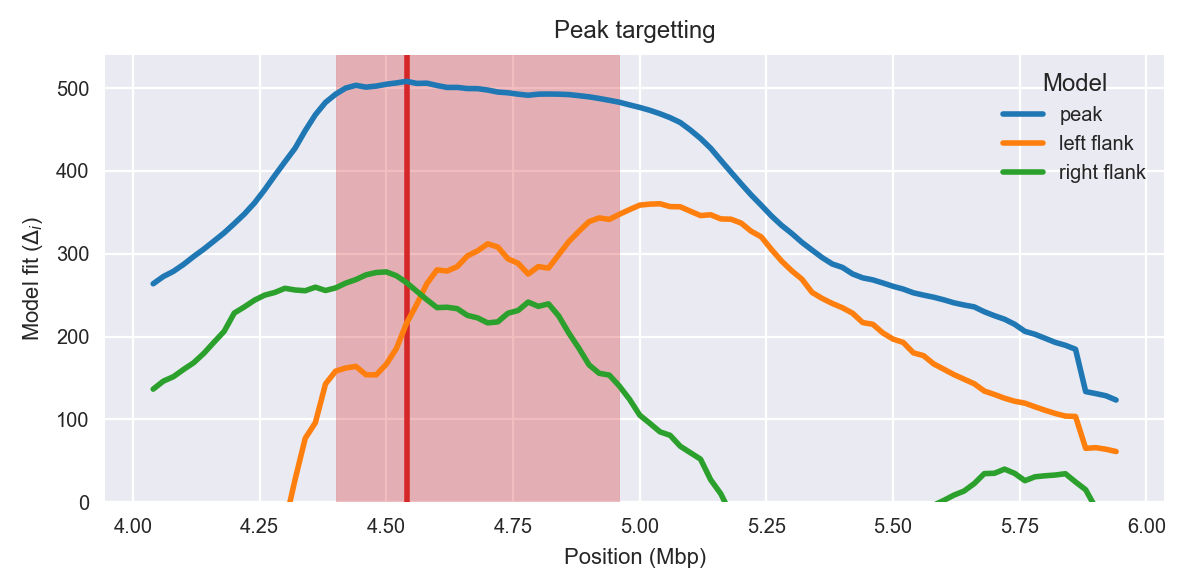 Peak targetting
Model fit (Δi)
500
400
300
200
100
0
Model
peak
left flank
right flank
4.00 4.25 4.50 4.75 5.00 5.25 5.50 5.75 6.00
Position (Mbp)